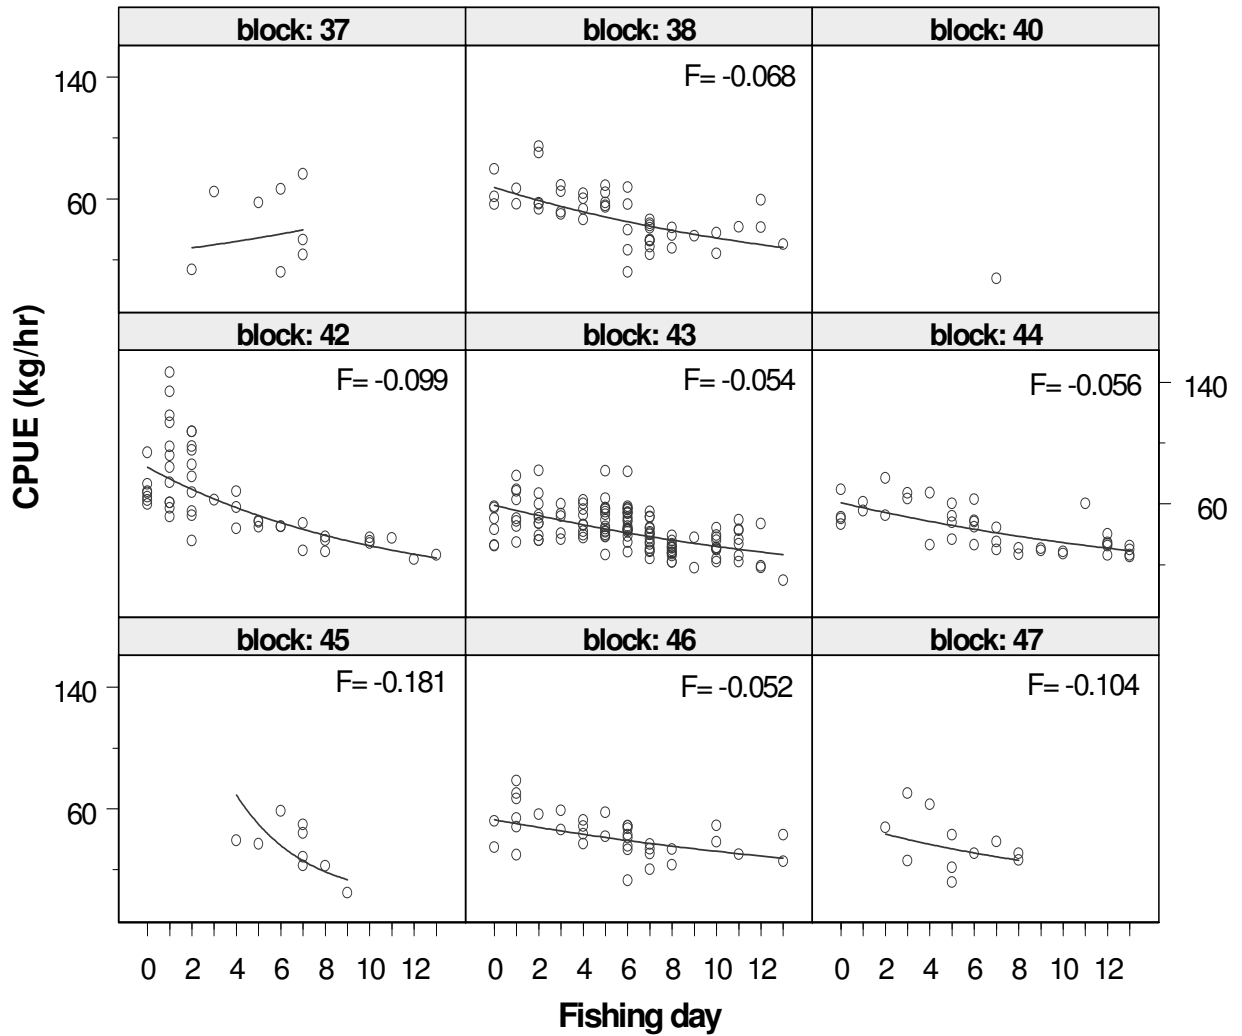 block: 37 block: 38 block: 40
140 F= -0.068
60
block: 42 block: 43 block: 44
F= -0.099 F= -0.054 F= -0.056 140
60
CPUE (kg/hr)
block: 45 block: 46 block: 47
140 F= -0.181 F= -0.052 F= -0.104
60
0 2 4 6 8 10 12 0 2 4 6 8 10 12 0 2 4 6 8 10 12
Fishing day